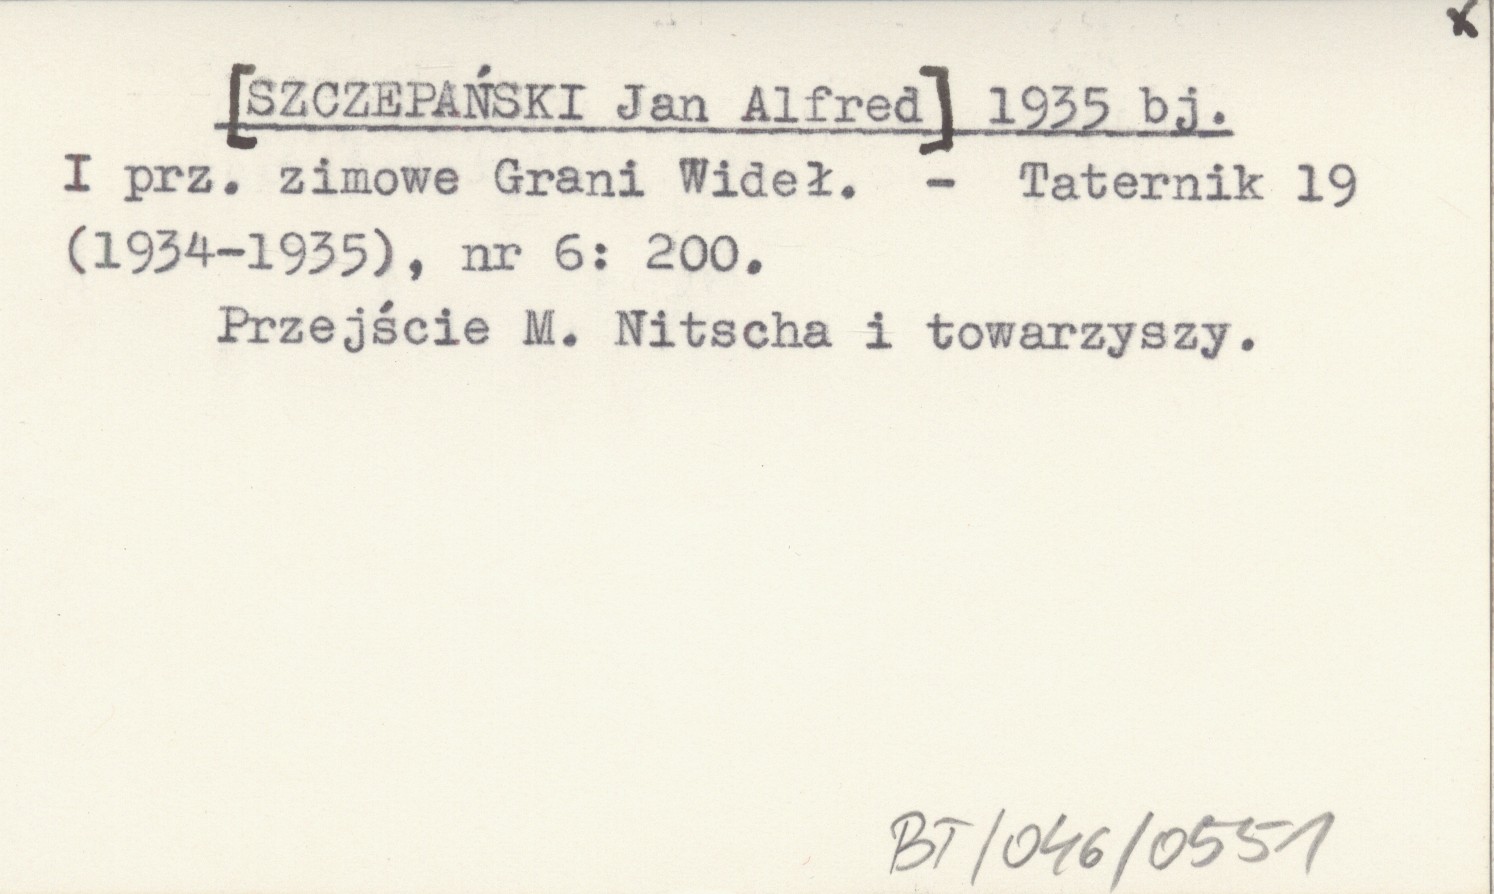 x
[SZCZEPAŃSKI Jan Alfred] 1935 bj.
I prz. zimowe Grani Wideł. - Taternik 19
(1934-1935), nr 6: 200.
Przejście M. Nitscha i towarzyszy.
BT/046/0551